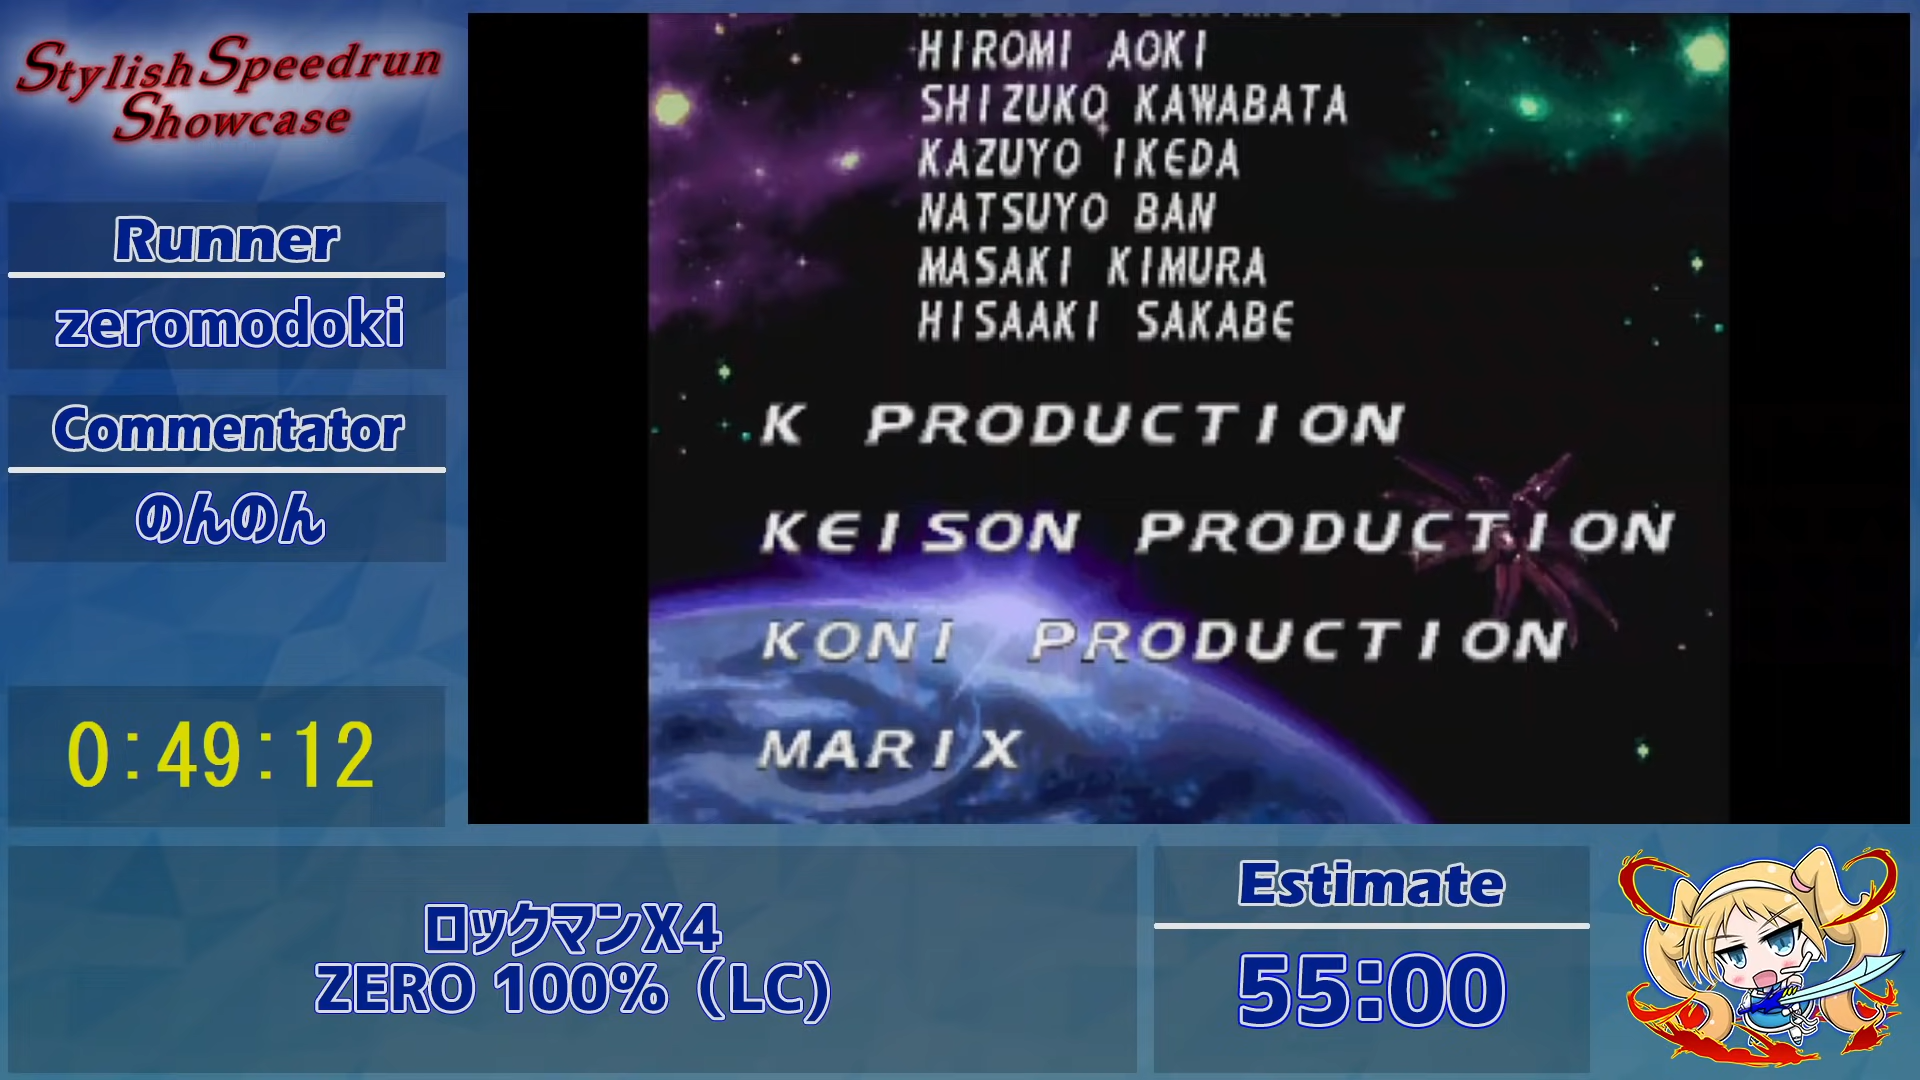 Stylish Speedrun
Showcase
Runner
zeromodoki
Commentator
のんのん
0:49:12
HIROMI AOKI
SHIZUKO KAWABATA
KAZUYO IKEDA
NATSUYO BAN
MASAKI KIMURA
HISAAKI SAKABE
K PRODUCTION
KEISON PRODUCTION
KONI PRODUCTION
MARIX
ロックマンX4
ZERO 100%（LC）
Estimate
55:00